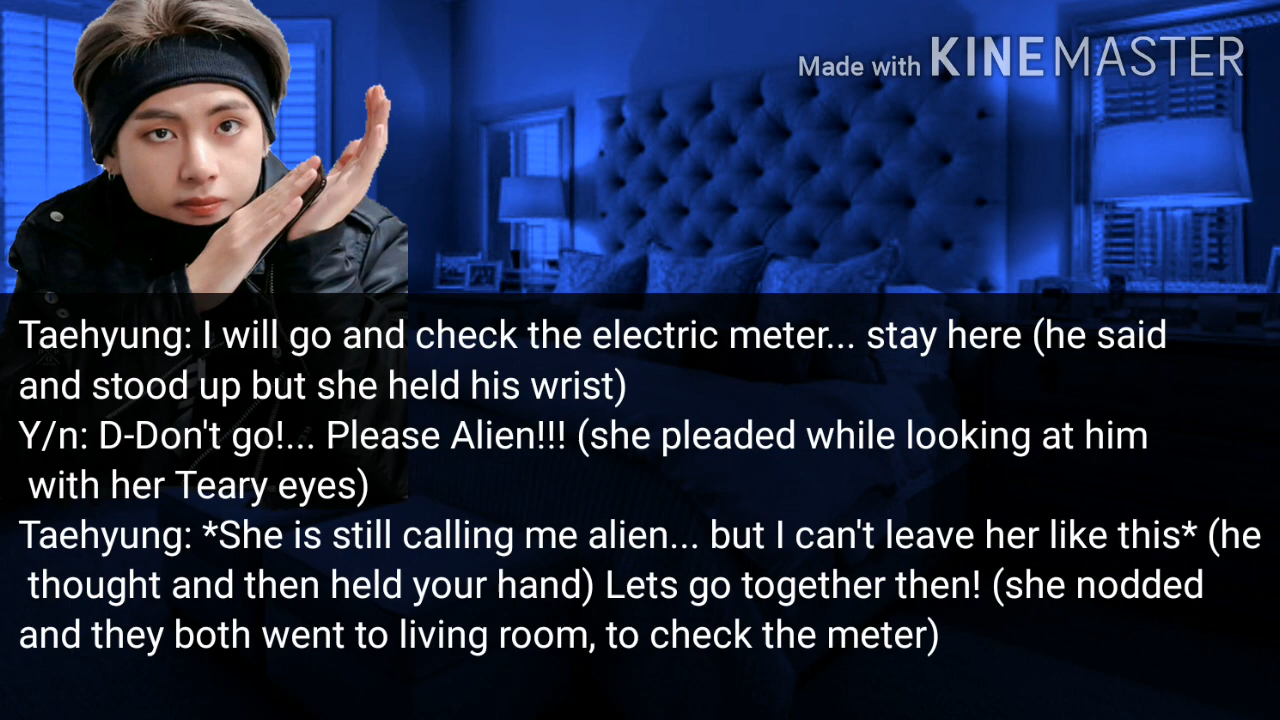 Made with KINEMASTER
Taehyung: I will go and check the electric meter... stay here (he said
and stood up but she held his wrist)
Y/n: D-Don't go!... Please Alien!!! (she pleaded while looking at him
with her Teary eyes)
Taehyung: *She is still calling me alien... but I can't leave her like this* (he
thought and then held your hand) Lets go together then! (she nodded
and they both went to living room, to check the meter)